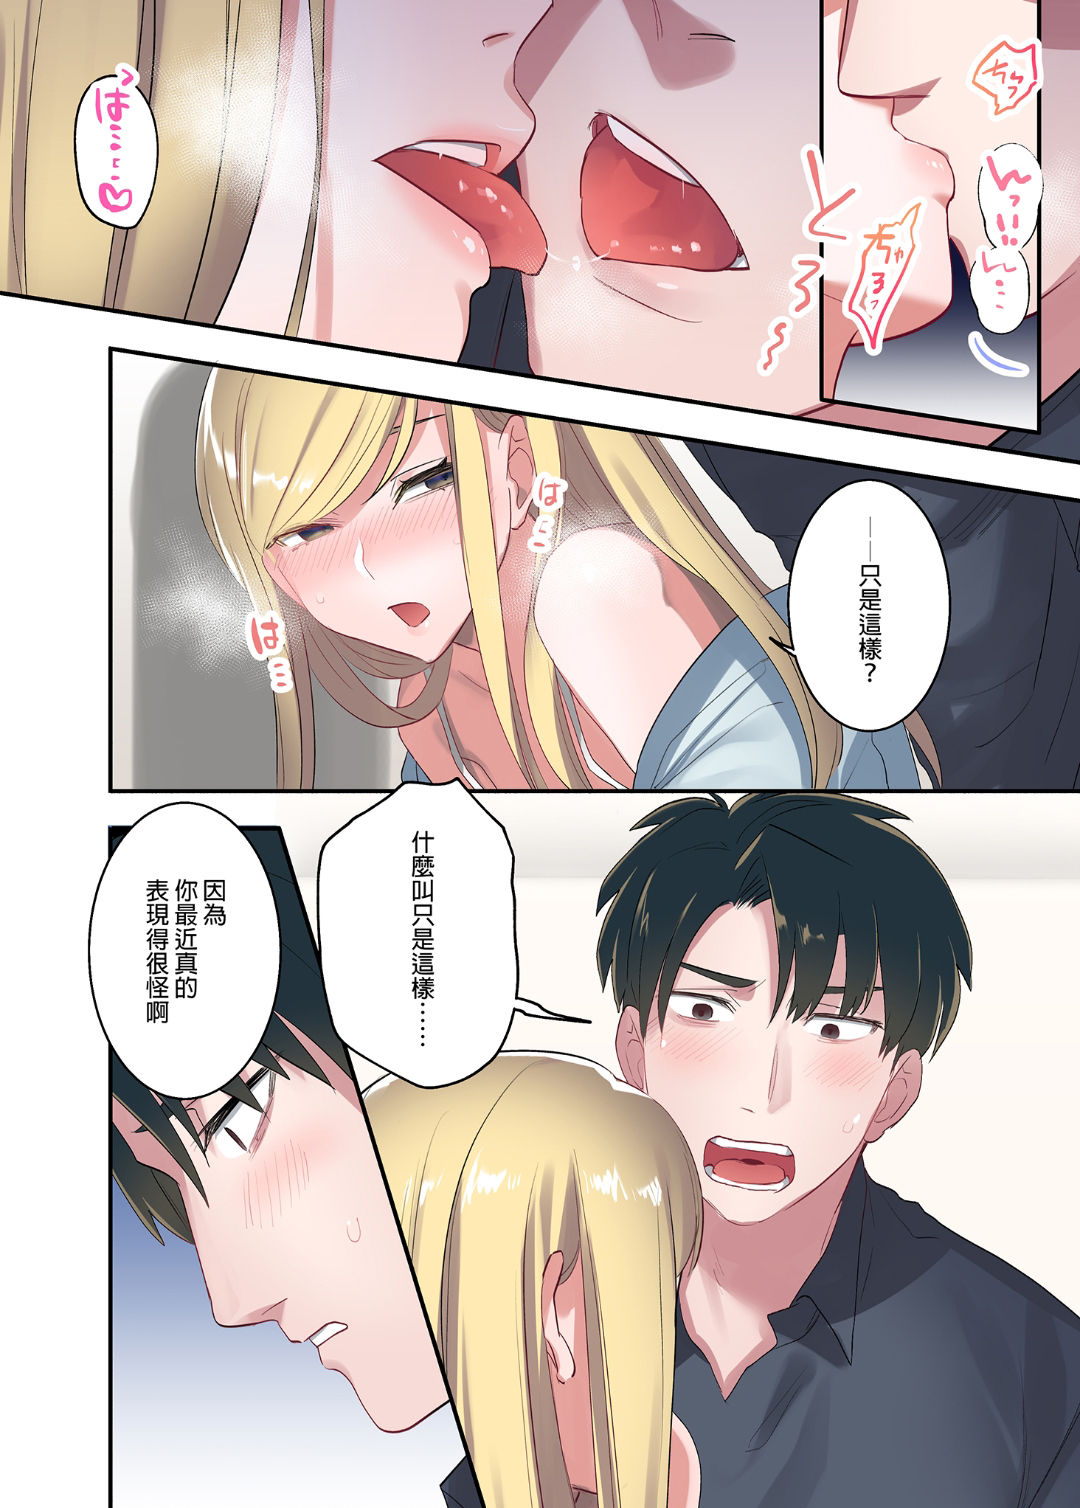 ちゅっ
んっ!!
ん…
ちゅるっ
とろ~
はっ……♡
は…
は…
——只是這樣?
什麼叫只是這樣……
因為
你最近真的
表現得很怪啊